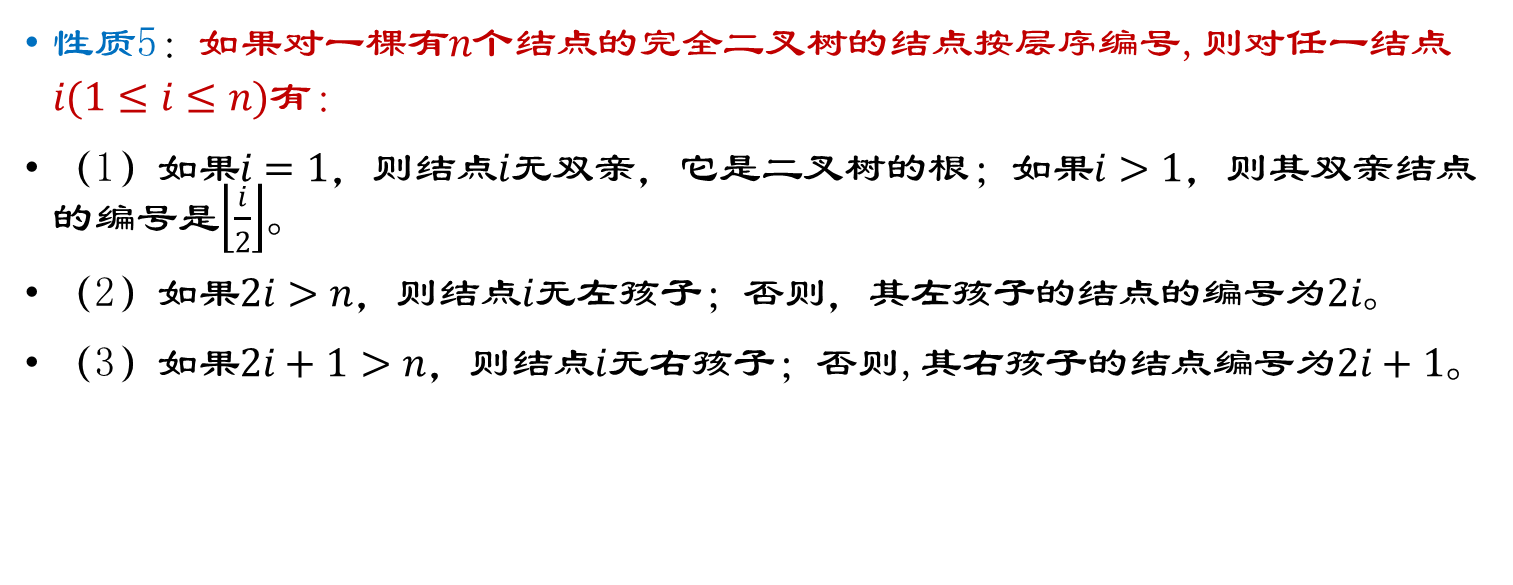 • 性质5：如果对一棵有n个结点的完全二叉树的结点按层序编号,则对任一结点
i(1 ≤ i ≤ n)有:
• （1）如果i = 1，则结点i无双亲，它是二叉树的根；如果i > 1，则其双亲结点
的编号是⌊i/2⌋。
• （2）如果2i > n，则结点i无左孩子；否则，其左孩子的结点的编号为2i。
• （3）如果2i + 1 > n，则结点i无右孩子；否则,其右孩子的结点编号为2i + 1。